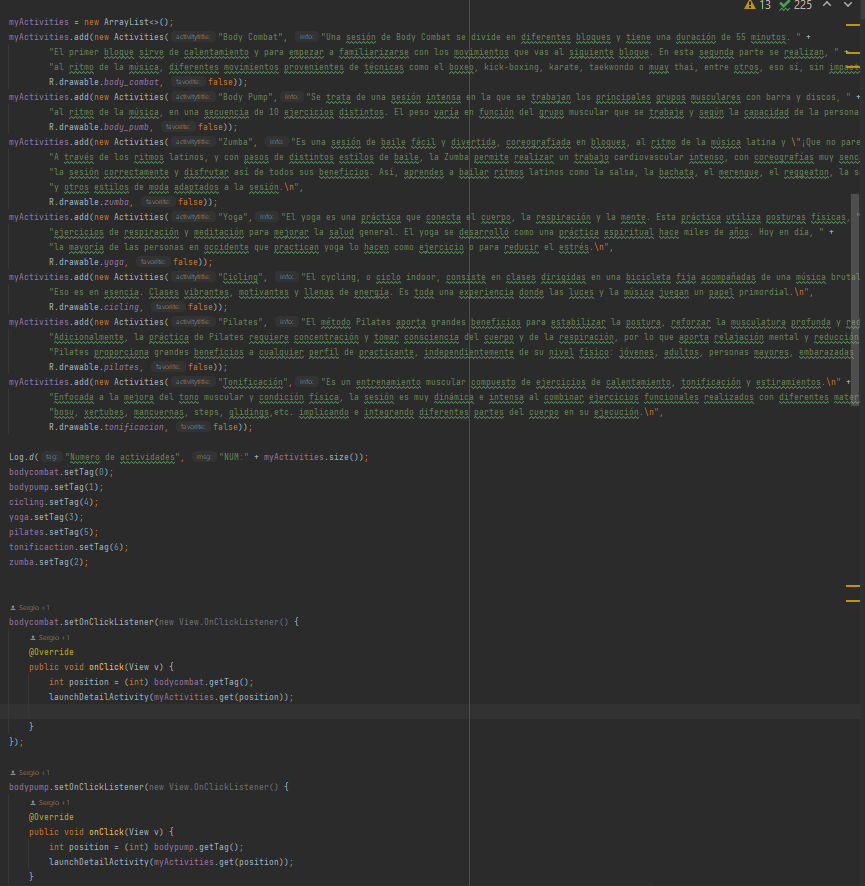 13 225
myActivities = new ArrayList<>();
myActivities.add(new Activities( activitytitle: "Body Combat", info: "Una sesión de Body Combat se divide en diferentes bloques y tiene una duración de 55 minutos. " +
"El primer bloque sirve de calentamiento y para empezar a familiarizarse con los movimientos que vas al siguiente bloque. En esta segunda parte se realizan, " +
"al ritmo de la música, diferentes movimientos provenientes de técnicas como el boxeo, kick-boxing, karate, taekwondo o muay thai, entre otros, eso sí, sin
R.drawable.body_combat, favorite: false));
myActivities.add(new Activities( activitytitle: "Body Pump", info: "Se trata de una sesión intensa en la que se trabajan los principales grupos musculares con barra y discos, " +
"al ritmo de la música, en una secuencia de 10 ejercicios distintos. El peso varía en función del grupo muscular que se trabaje y según la capacidad de la persona
R.drawable.body_pumb, favorite: false));
myActivities.add(new Activities( activitytitle: "Zumba", info: "Es una sesión de baile fácil y divertida, coreografiada en bloques, al ritmo de la música latina y \"¡Que no pare
"A través de los ritmos latinos, y con pasos de distintos estilos de baile, la Zumba permite realizar un trabajo cardiovascular intenso, con coreografías muy senc
"la sesión correctamente y disfrutar así de todos sus beneficios. Así, aprendes a bailar ritmos latinos como la salsa, la bachata, el merengue, el reggeaton, la s
"y otros estilos de moda adaptados a la sesión.\n",
R.drawable.zumba, favorite: false));
myActivities.add(new Activities( activitytitle: "Yoga", info: "El yoga es una práctica que conecta el cuerpo, la respiración y la mente. Esta práctica utiliza posturas físicas, "
"ejercicios de respiración y meditación para mejorar la salud general. El yoga se desarrolló como una práctica espiritual hace miles de años. Hoy en día, " +
"la mayoría de las personas en occidente que practican yoga lo hacen como ejercicio o para reducir el estrés.\n",
R.drawable.yoga, favorite: false));
myActivities.add(new Activities( activitytitle: "Cicling", info: "El cycling, o ciclo indoor, consiste en clases dirigidas en una bicicleta fija acompañadas de una música brutal
"Eso es en esencia. Clases vibrantes, motivantes y llenas de energía. Es toda una experiencia donde las luces y la música juegan un papel primordial.\n",
R.drawable.cicling, favorite: false));
myActivities.add(new Activities( activitytitle: "Pilates", info: "El método Pilates aporta grandes beneficios para estabilizar la postura, reforzar la musculatura profunda y red
"Adicionalmente, la práctica de Pilates requiere concentración y tomar consciencia del cuerpo y de la respiración, por lo que aporta relajación mental y reducción
"Pilates proporciona grandes beneficios a cualquier perfil de practicante, independientemente de su nivel físico: jóvenes, adultos, personas mayores, embarazadas
R.drawable.pilates, favorite: false));
myActivities.add(new Activities( activitytitle: "Tonificación", info: "Es un entrenamiento muscular compuesto de ejercicios de calentamiento, tonificación y estiramientos.\n" +
"Enfocada a la mejora del tono muscular y condición física, la sesión es muy dinámica e intensa al combinar ejercicios funcionales realizados con diferentes mater
"bosu, xertubes, mancuernas, steps, glidings,etc. implicando e integrando diferentes partes del cuerpo en su ejecución.\n",
R.drawable.tonificacion, favorite: false));
Log.d( tag: "Numero de actividades", msg: "NUM:" + myActivities.size());
bodycombat.setTag(0);
bodypump.setTag(1);
cicling.setTag(4);
yoga.setTag(3);
pilates.setTag(5);
tonificaction.setTag(6);
zumba.setTag(2);
Sergio +1
bodycombat.setOnClickListener(new View.OnClickListener() {
Sergio +1
@Override
public void onClick(View v) {
int position = (int) bodycombat.getTag();
launchDetailActivity(myActivities.get(position));
}
});
Sergio +1
bodypump.setOnClickListener(new View.OnClickListener() {
Sergio +1
@Override
public void onClick(View v) {
int position = (int) bodypump.getTag();
launchDetailActivity(myActivities.get(position));
}